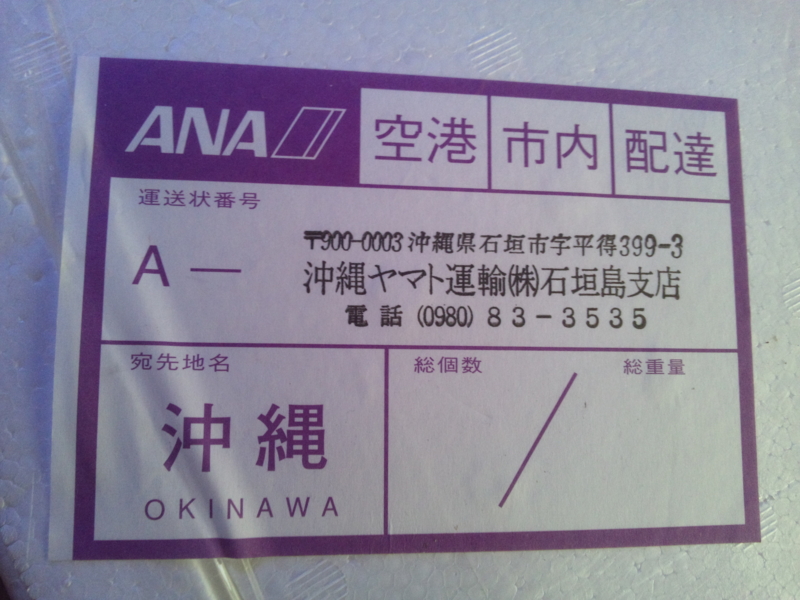 ANA 空港 市内 配達
運送状番号
A —
〒900-0003 沖縄県石垣市字平得399-3
沖縄ヤマト運輸㈱石垣島支店
電話 (0980) 83-3535
宛先地名
沖縄
OKINAWA
総個数 総重量
/